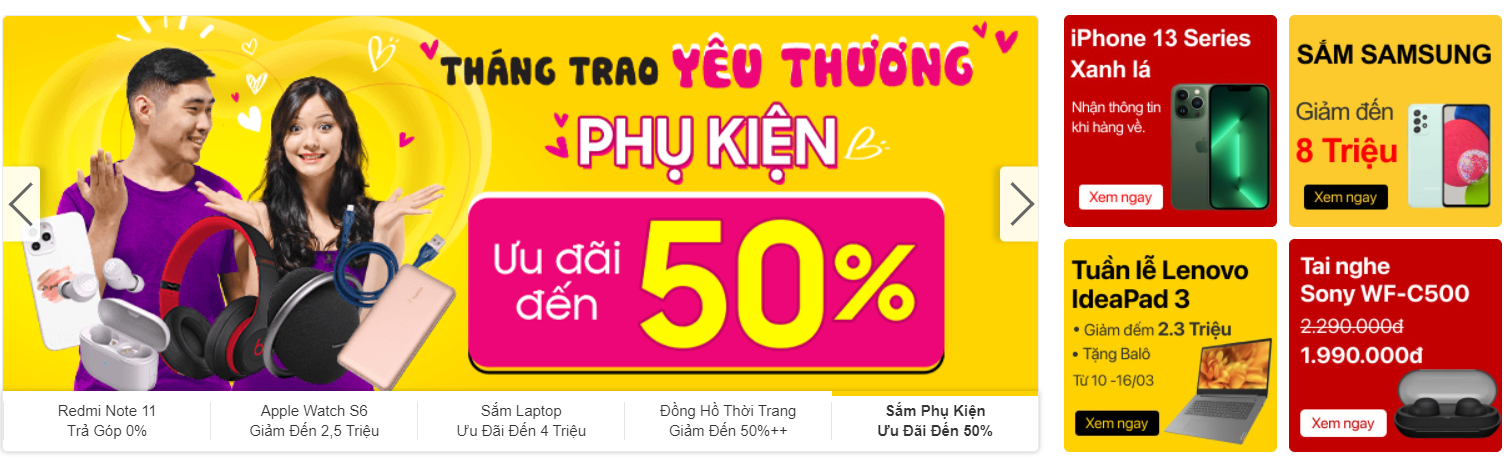 THÁNG TRAO YÊU THƯƠNG
PHỤ KIỆN
Ưu đãi
đến
50%
Redmi Note 11
Trả Góp 0%
Apple Watch S6
Giảm Đến 2,5 Triệu
Sắm Laptop
Ưu Đãi Đến 4 Triệu
Đồng Hồ Thời Trang
Giảm Đến 50%++
Sắm Phụ Kiện
Ưu Đãi Đến 50%
iPhone 13 Series
Xanh lá
Nhận thông tin
khi hàng về.
Xem ngay
SẮM SAMSUNG
Giảm đến
8 Triệu
Xem ngay
Tuần lễ Lenovo
IdeaPad 3
• Giảm đếm 2.3 Triệu
• Tặng Balô
Từ 10 -16/03
Xem ngay
Tai nghe
Sony WF-C500
2.290.000đ
1.990.000đ
Xem ngay